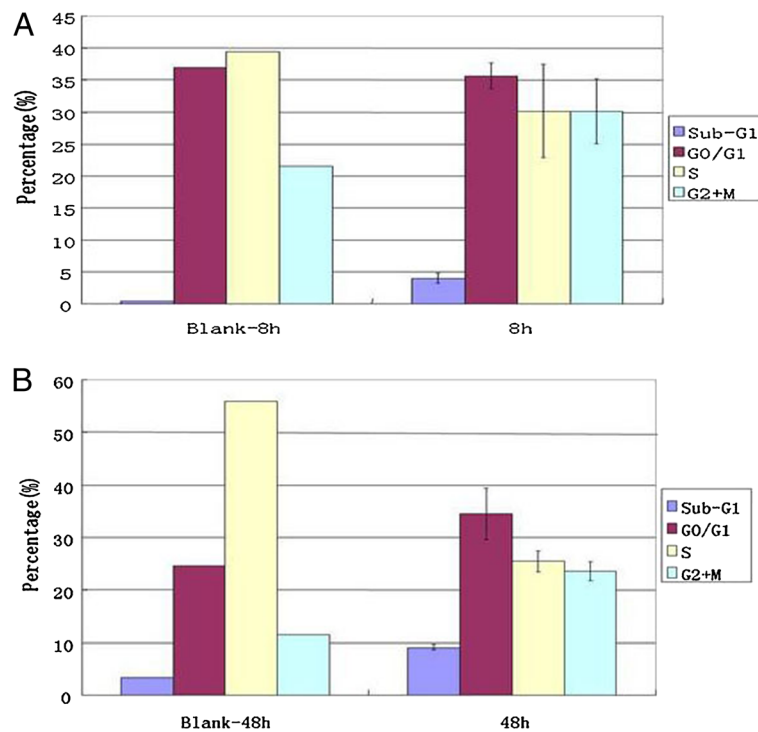 A
Percentage(%)
45
40
35
30
25
20
15
10
5
0
Blank-8h
8h
Sub-G1
G0/G1
S
G2+M
B
Percentage(%)
60
50
40
30
20
10
0
Blank-48h
48h
Sub-G1
G0/G1
S
G2+M